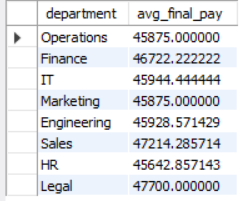 department avg_final_pay
Operations 45875.000000
Finance 46722.222222
IT 45944.444444
Marketing 45875.000000
Engineering 45928.571429
Sales 47214.285714
HR 45642.857143
Legal 47700.000000